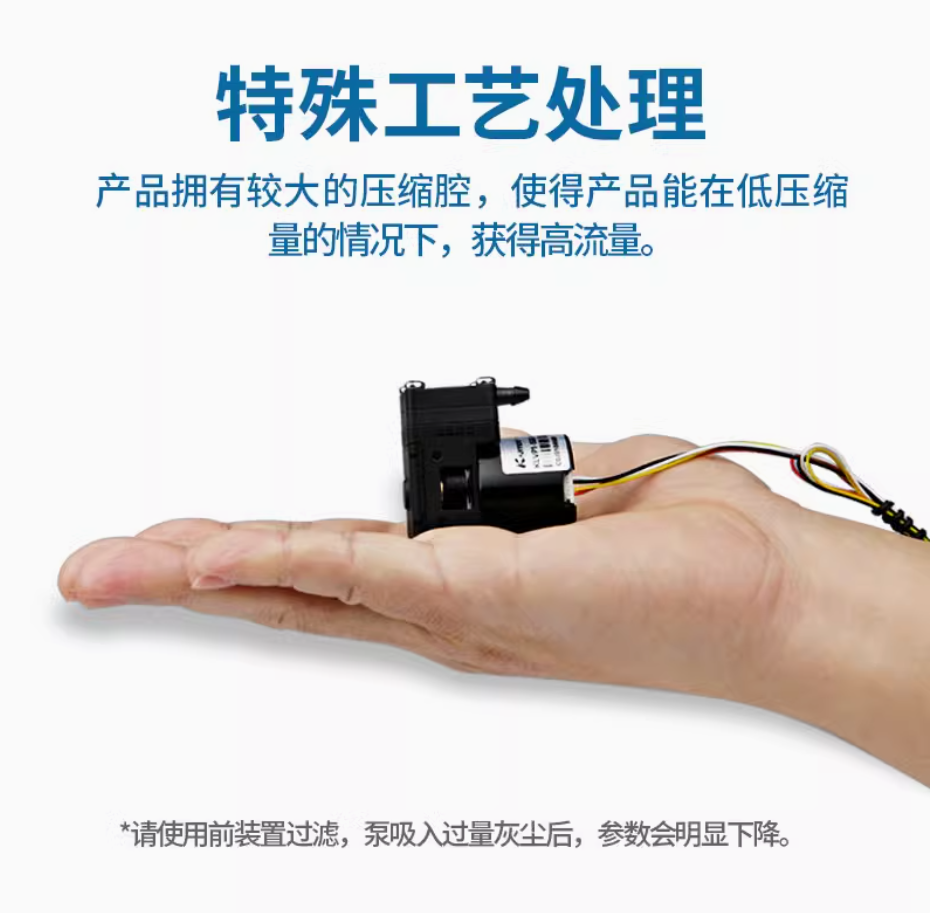 特殊工艺处理
产品拥有较大的压缩腔，使得产品能在低压缩
量的情况下，获得高流量。
*请使用前装置过滤，泵吸入过量灰尘后，参数会明显下降。